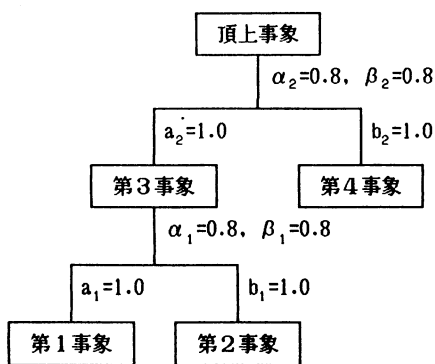 頂上事象
α₂=0.8, β₂=0.8
a₂=1.0
b₂=1.0
第3事象
第4事象
α₁=0.8, β₁=0.8
a₁=1.0
b₁=1.0
第1事象
第2事象